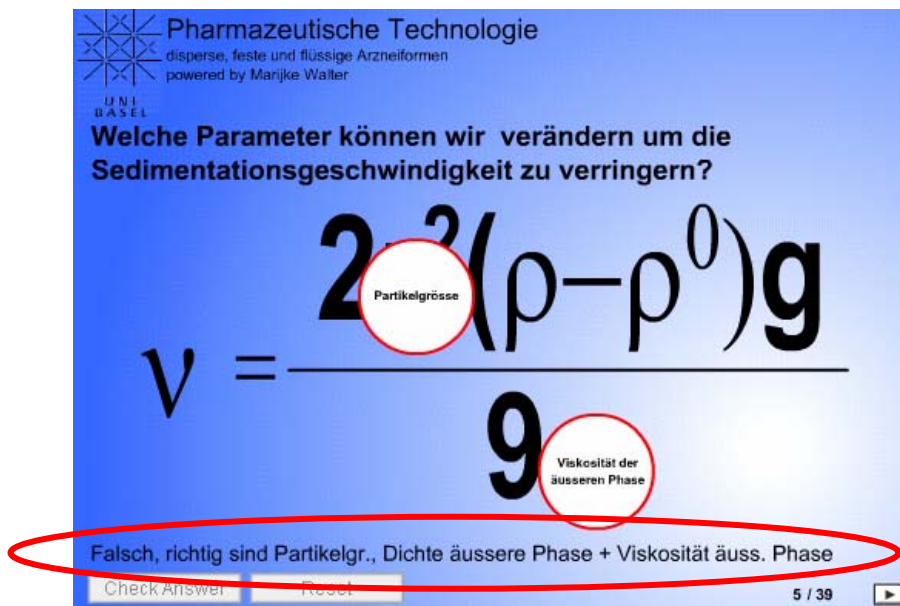 Pharmazeutische Technologie
disperse, feste und flüssige Arzneiformen
powered by Marijke Walter
UNI
BASEL
Welche Parameter können wir verändern um die
Sedimentationsgeschwindigkeit zu verringern?
2 ²(ρ−ρ⁰)g
Partikelgrösse
ν =
9
Viskosität der
äusseren Phase
Falsch, richtig sind Partikelgr., Dichte äussere Phase + Viskosität äuss. Phase
Check Answer
Reset
5 / 39